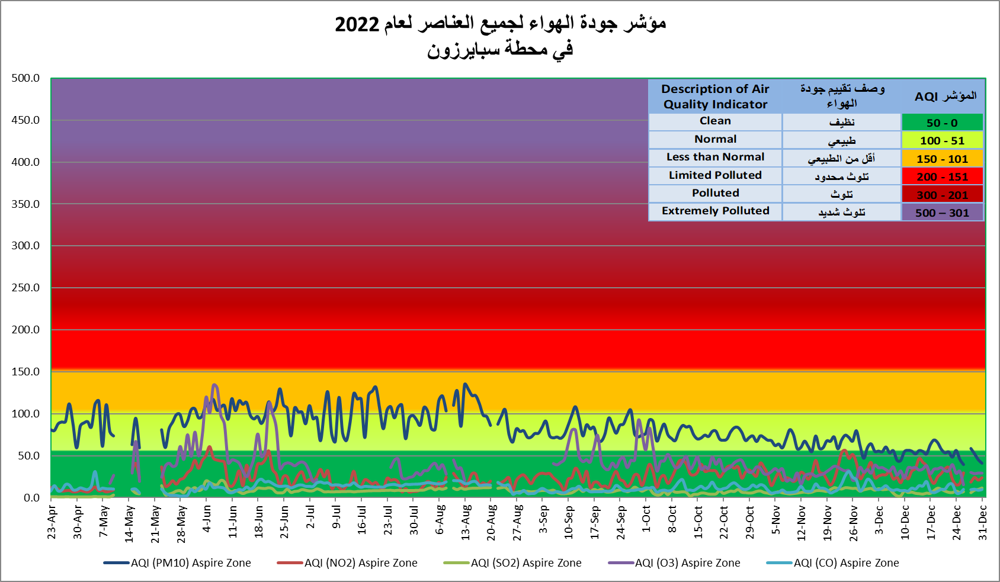 مؤشر جودة الهواء لجميع العناصر لعام 2022
في محطة سبايرزون
500.0
450.0
400.0
350.0
300.0
250.0
200.0
150.0
100.0
50.0
0.0
Description of Air Quality Indicator
وصف تقييم جودة الهواء
المؤشر AQI
Clean
نظيف
50 - 0
Normal
طبيعي
100 - 51
Less than Normal
أقل من الطبيعي
150 - 101
Limited Polluted
تلوث محدود
200 - 151
Polluted
تلوث
300 - 201
Extremely Polluted
تلوث شديد
500 – 301
23-Apr
30-Apr
7-May
14-May
21-May
28-May
4-Jun
11-Jun
18-Jun
25-Jun
2-Jul
9-Jul
16-Jul
23-Jul
30-Jul
6-Aug
13-Aug
20-Aug
27-Aug
3-Sep
10-Sep
17-Sep
24-Sep
1-Oct
8-Oct
15-Oct
22-Oct
29-Oct
5-Nov
12-Nov
19-Nov
26-Nov
3-Dec
10-Dec
17-Dec
24-Dec
31-Dec
AQI (PM10) Aspire Zone
AQI (NO2) Aspire Zone
AQI (SO2) Aspire Zone
AQI (O3) Aspire Zone
AQI (CO) Aspire Zone